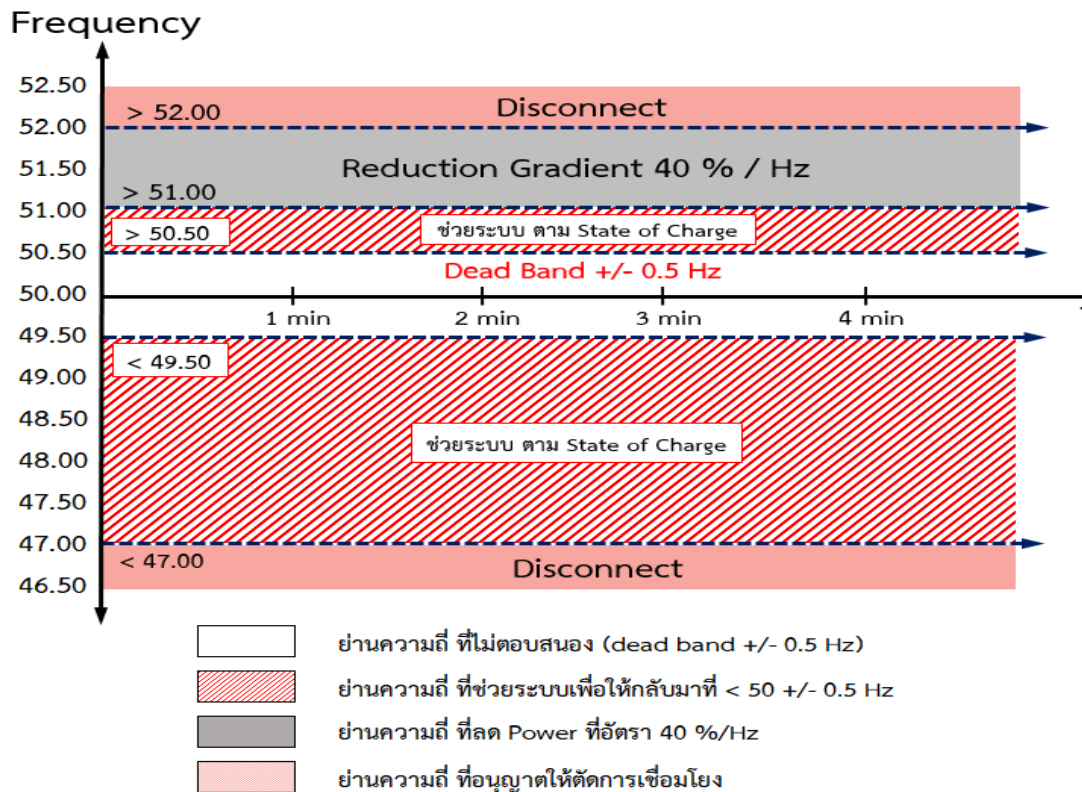 Frequency
52.50
> 52.00
Disconnect
52.00
51.50
Reduction Gradient 40 % / Hz
> 51.00
51.00
> 50.50
ช่วยระบบ ตาม State of Charge
50.50
Dead Band +/- 0.5 Hz
50.00
1 min
2 min
3 min
4 min
49.50
< 49.50
49.00
48.50
ช่วยระบบ ตาม State of Charge
48.00
47.50
47.00
< 47.00
Disconnect
46.50
ย่านความถี่ ที่ไม่ตอบสนอง (dead band +/- 0.5 Hz)
ย่านความถี่ ที่ช่วยระบบเพื่อให้กลับมาที่ < 50 +/- 0.5 Hz
ย่านความถี่ ที่ลด Power ที่อัตรา 40 %/Hz
ย่านความถี่ ที่อนุญาตให้ตัดการเชื่อมโยง